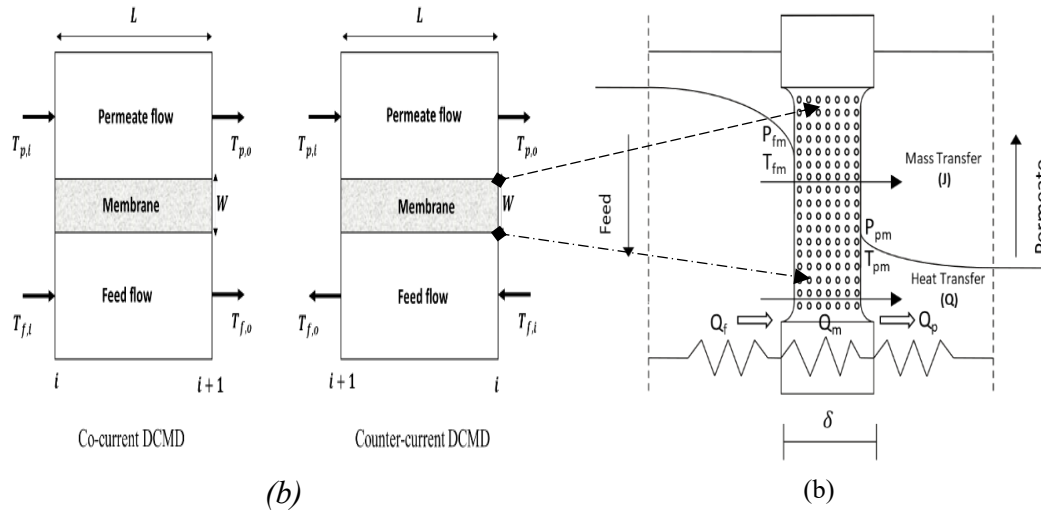 L
Permeate flow
T_{p,i}
T_{p,o}
Membrane
W
Feed flow
T_{f,i}
T_{f,o}
i
i+1
Co-current DCMD
L
Permeate flow
T_{p,i}
T_{p,o}
Membrane
W
Feed flow
T_{f,o}
T_{f,i}
i+1
i
Counter-current DCMD
(b)
Feed
P_{fm}
T_{fm}
Mass Transfer
(J)
P_{pm}
T_{pm}
Heat Transfer
(Q)
Permeate
Q_f
Q_m
Q_p
δ
(b)